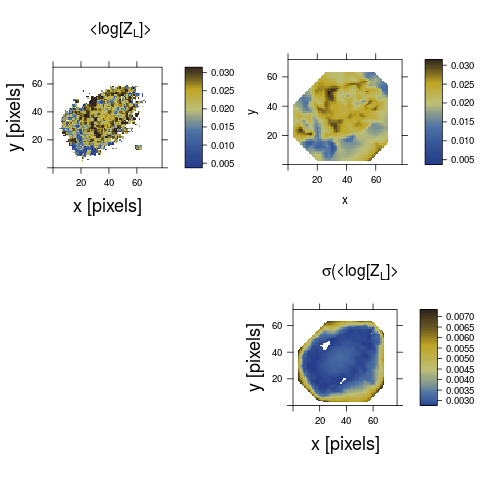 <log[Z_L]>
60
40
20
20 40 60
x [pixels]
y [pixels]
0.030
0.025
0.020
0.015
0.010
0.005
60
40
20
20 40 60
x
y
0.030
0.025
0.020
0.015
0.010
0.005
σ(<log[Z_L]>
60
40
20
20 40 60
x [pixels]
y [pixels]
0.0070
0.0065
0.0060
0.0055
0.0050
0.0045
0.0040
0.0035
0.0030